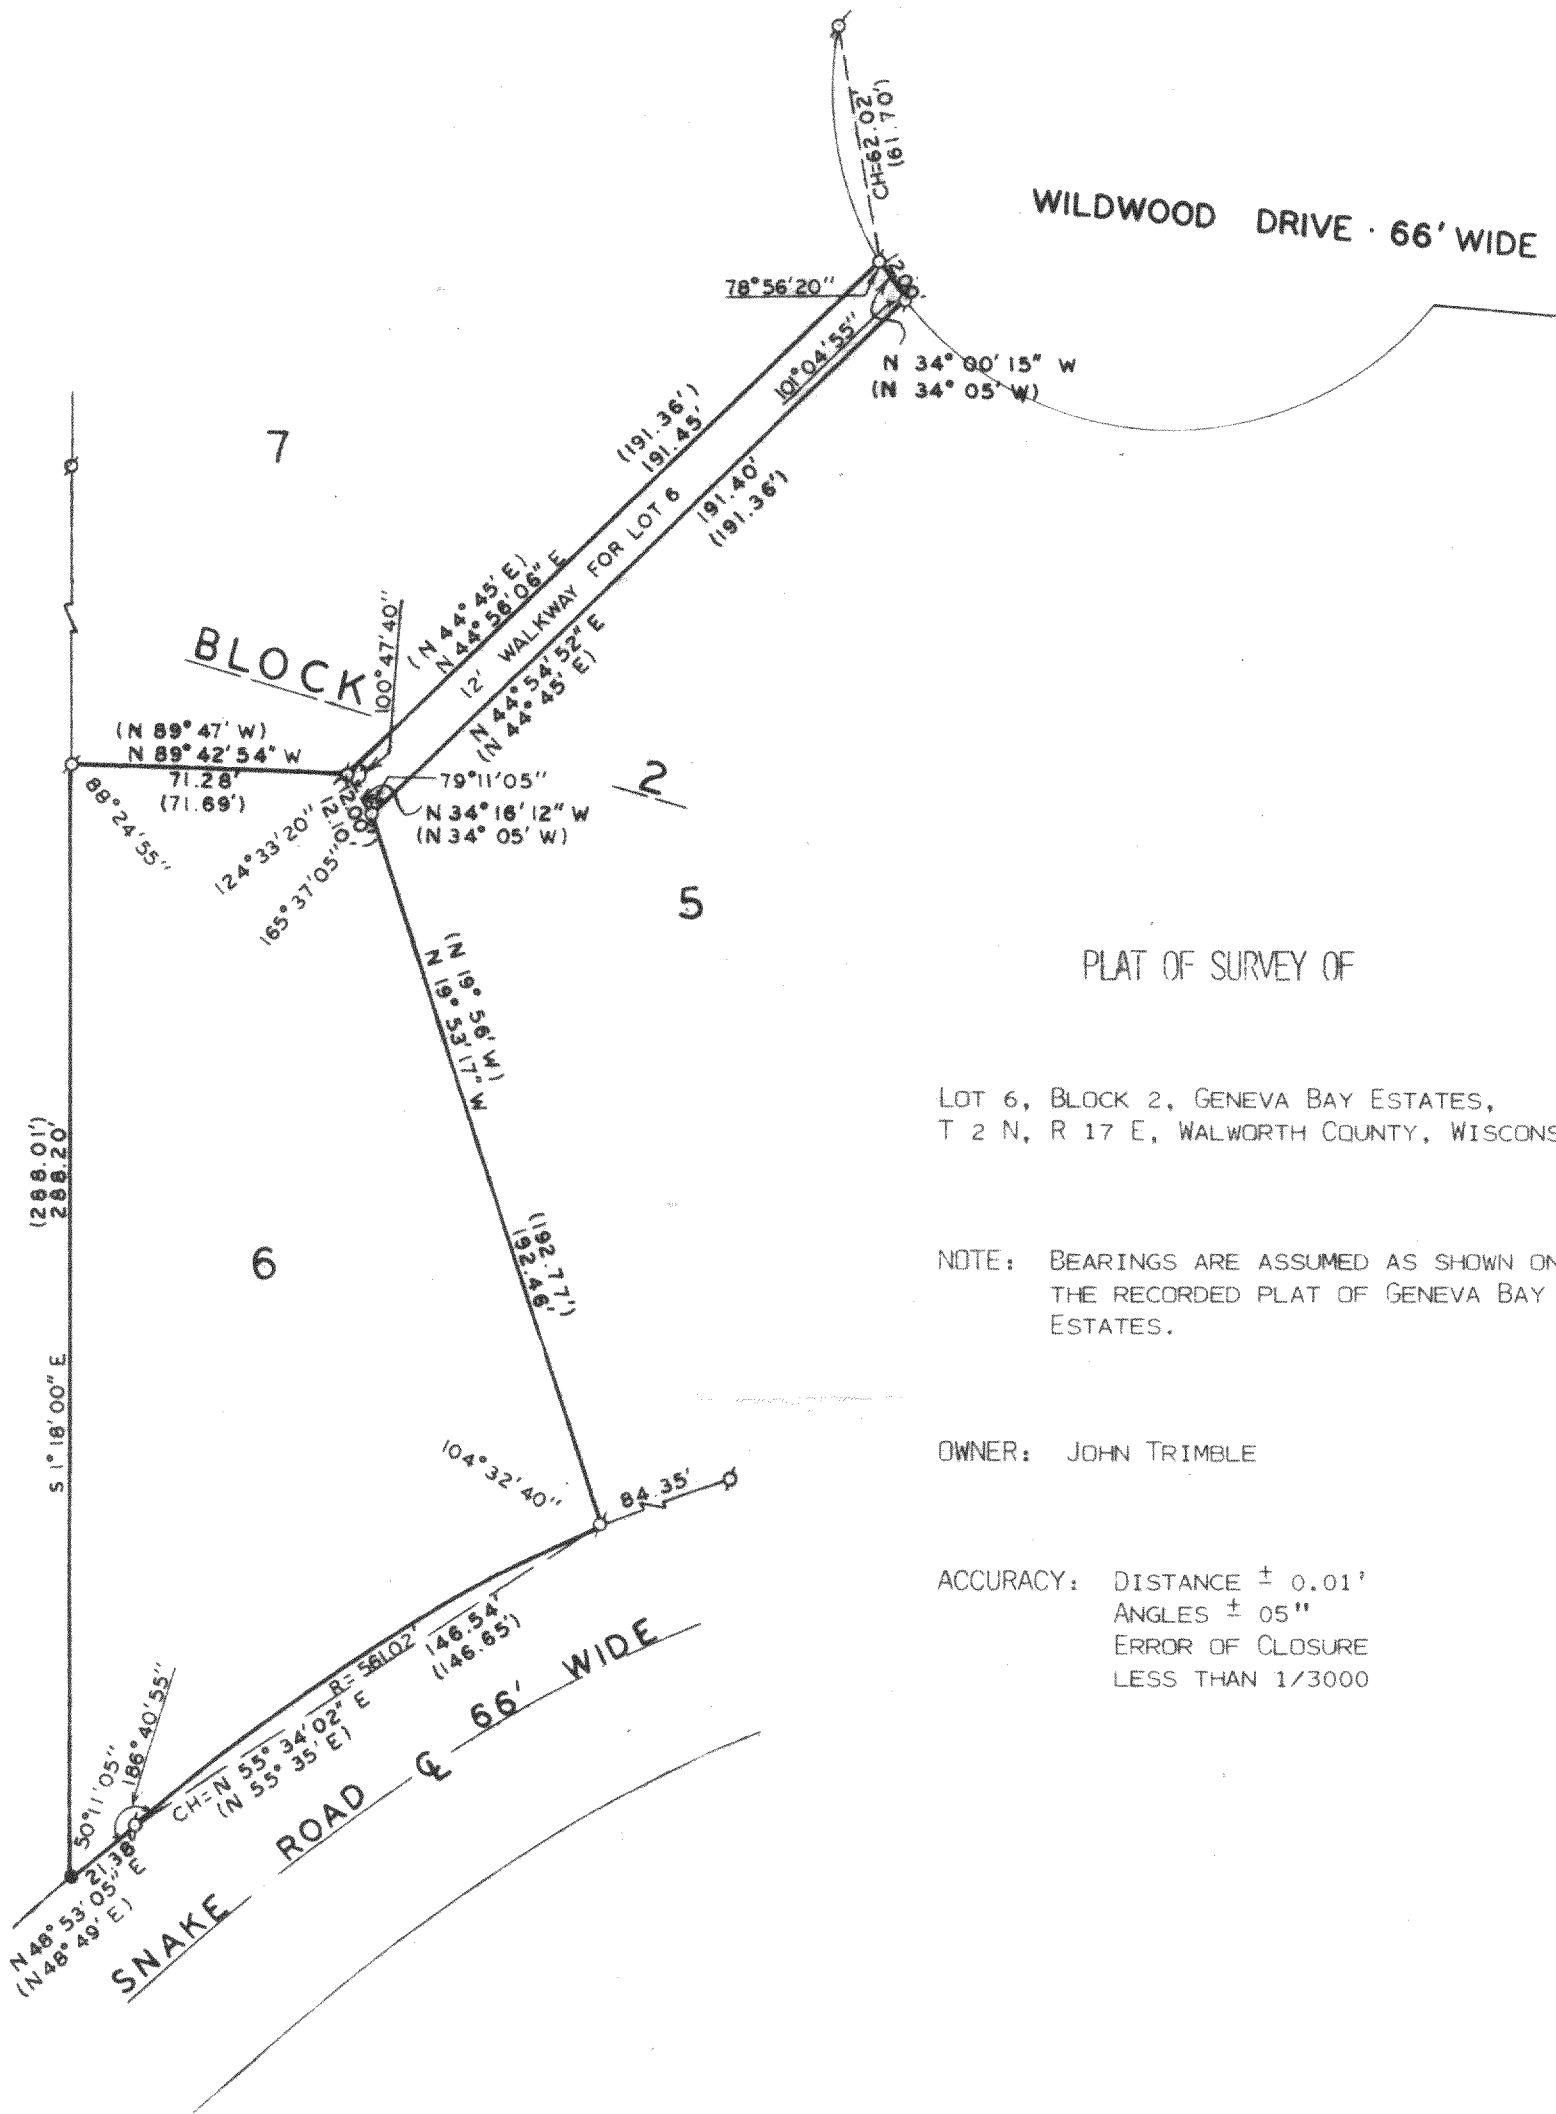 CH=62.02'
(61.70')
WILDWOOD DRIVE · 66' WIDE
78°56'20"
101°04'55"
N 34° 00' 15" W
(N 34° 05' W)
7
(191.36')
191.45'
191.40'
(191.36')
12' WALKWAY FOR LOT 6
(N 44° 45' E)
N 44° 56' 06" E
N 44° 54' 52" E
(N 44° 45' E)
BLOCK
100°47'40"
(N 89° 47' W)
N 89° 42' 54" W
71.28'
(71.69')
88°24'55"
79°11'05"
N 34° 16' 12" W
(N 34° 05' W)
2
12.10'
124°33'20"
165°37'05"
5
(N 19° 56' W)
N 19° 53' 17" W
PLAT OF SURVEY OF
LOT 6, BLOCK 2, GENEVA BAY ESTATES,
T 2 N, R 17 E, WALWORTH COUNTY, WISCONS
(288.01')
288.20'
6
(192.77')
192.46'
NOTE: BEARINGS ARE ASSUMED AS SHOWN ON
THE RECORDED PLAT OF GENEVA BAY
ESTATES.
S 1° 18' 00" E
OWNER: JOHN TRIMBLE
104°32'40"
84.35'
ACCURACY: DISTANCE ± 0.01'
ANGLES ± 05"
ERROR OF CLOSURE
LESS THAN 1/3000
R= 561.02'
146.54'
(146.65')
CH= N 55° 34' 02" E
(N 55° 35' E)
50°11'05"
186°40'55"
21.38'
N 48° 53' 05" E
(N 48° 49' E)
SNAKE ROAD ℄ 66' WIDE